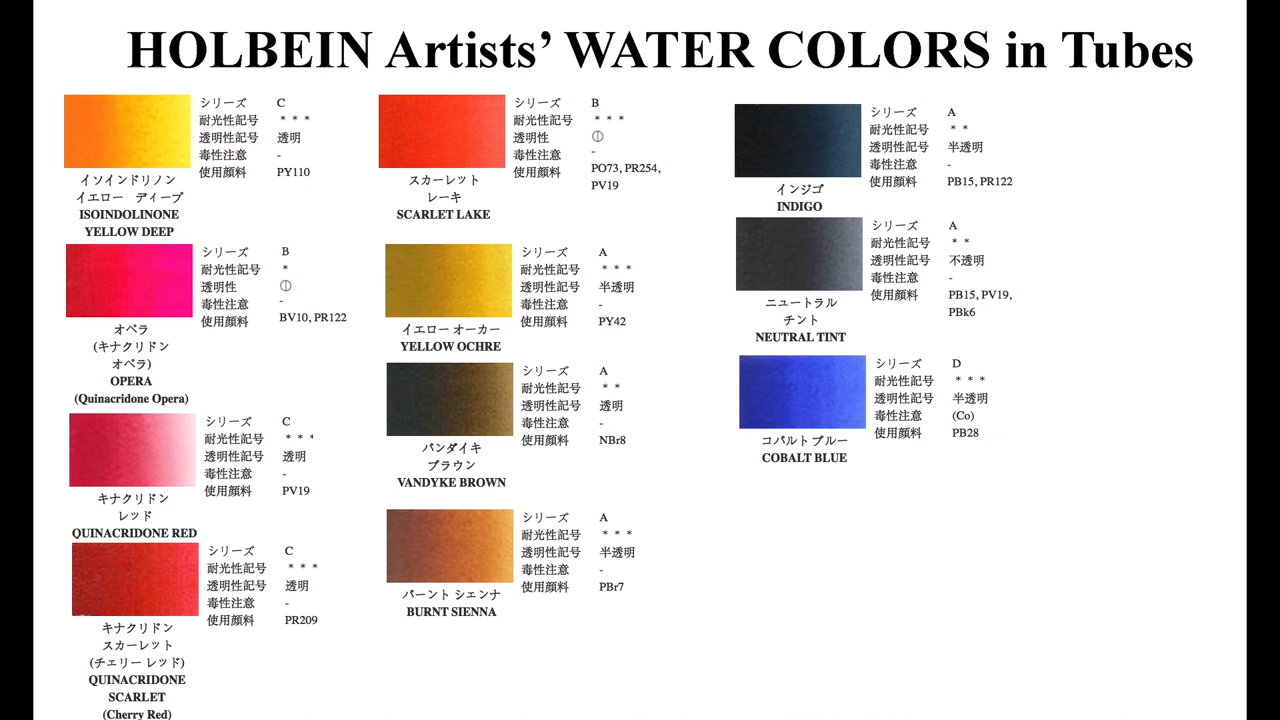 HOLBEIN Artists’ WATER COLORS in Tubes
シリーズ C
耐光性記号 * * *
透明性記号 透明
毒性注意 -
使用顔料 PY110
イソインドリノン
イエロー ディープ
ISOINDOLINONE
YELLOW DEEP
シリーズ B
耐光性記号 *
透明性 ⦶
毒性注意 -
使用顔料 BV10, PR122
オペラ
(キナクリドン
オペラ)
OPERA
(Quinacridone Opera)
シリーズ C
耐光性記号 * * *
透明性記号 透明
毒性注意 -
使用顔料 PV19
キナクリドン
レッド
QUINACRIDONE RED
シリーズ C
耐光性記号 * * *
透明性記号 透明
毒性注意 -
使用顔料 PR209
キナクリドン
スカーレット
(チェリー レッド)
QUINACRIDONE
SCARLET
(Cherry Red)
シリーズ B
耐光性記号 * * *
透明性 ⦶
毒性注意 -
使用顔料 PO73, PR254,
PV19
スカーレット
レーキ
SCARLET LAKE
シリーズ A
耐光性記号 * * *
透明性記号 半透明
毒性注意 -
使用顔料 PY42
イエロー オーカー
YELLOW OCHRE
シリーズ A
耐光性記号 * *
透明性記号 透明
毒性注意 -
使用顔料 NBr8
バンダイキ
ブラウン
VANDYKE BROWN
シリーズ A
耐光性記号 * * *
透明性記号 半透明
毒性注意 -
使用顔料 PBr7
バーント シェンナ
BURNT SIENNA
シリーズ A
耐光性記号 * *
透明性記号 半透明
毒性注意 -
使用顔料 PB15, PR122
インジゴ
INDIGO
シリーズ A
耐光性記号 * *
透明性記号 不透明
毒性注意 -
使用顔料 PB15, PV19,
PBk6
ニュートラル
チント
NEUTRAL TINT
シリーズ D
耐光性記号 * * *
透明性記号 半透明
毒性注意 (Co)
使用顔料 PB28
コバルト ブルー
COBALT BLUE